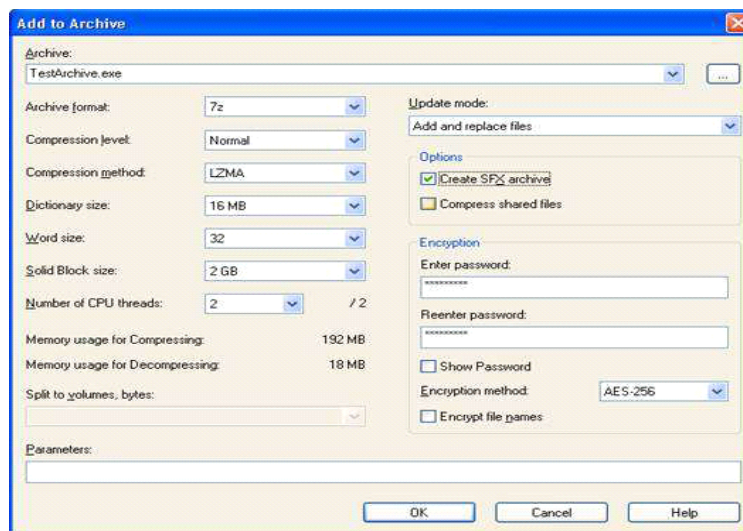 Add to Archive
Archive:
TestArchive.exe
...
Archive format:
7z
Compression level:
Normal
Compression method:
LZMA
Dictionary size:
16 MB
Word size:
32
Solid Block size:
2 GB
Number of CPU threads:
2
/ 2
Memory usage for Compressing:
192 MB
Memory usage for Decompressing:
18 MB
Split to volumes, bytes:
Update mode:
Add and replace files
Options
Create SFX archive
Compress shared files
Encryption
Enter password:
*********
Reenter password:
*********
Show Password
Encryption method:
AES-256
Encrypt file names
Parameters:
OK
Cancel
Help